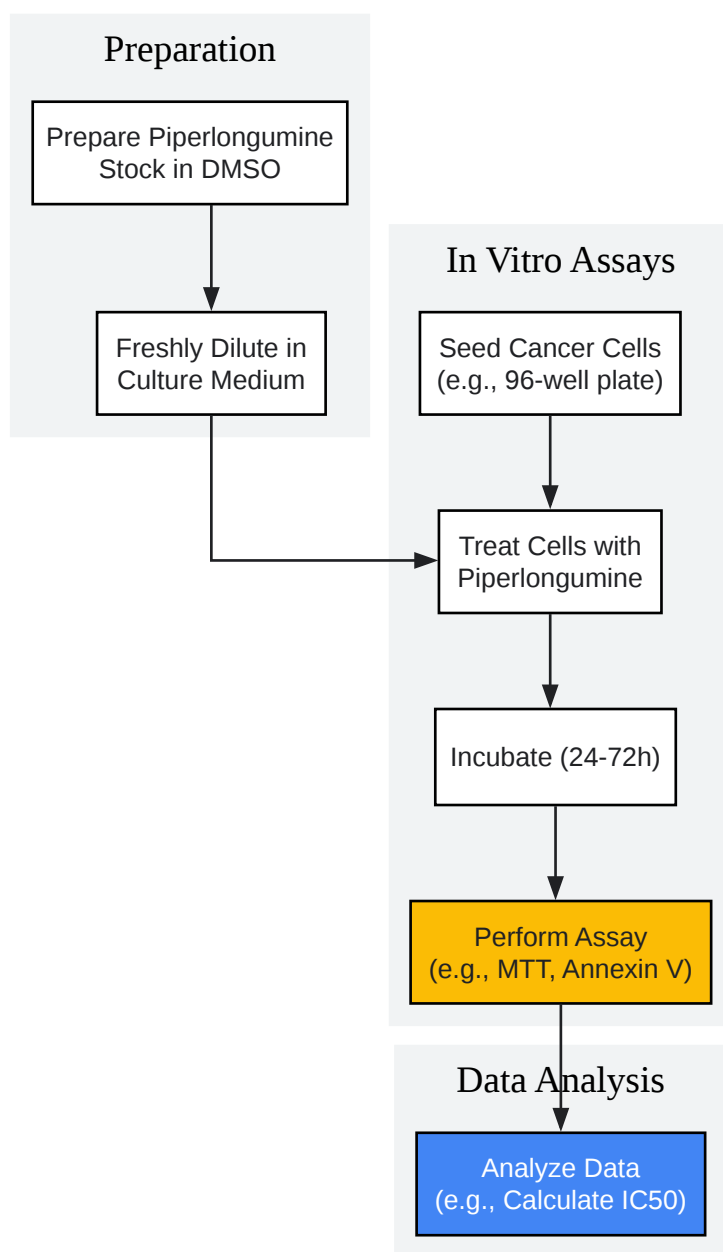 Preparation
Prepare Piperlongumine
Stock in DMSO
Freshly Dilute in
Culture Medium
In Vitro Assays
Seed Cancer Cells
(e.g., 96-well plate)
Treat Cells with
Piperlongumine
Incubate (24-72h)
Perform Assay
(e.g., MTT, Annexin V)
Data Analysis
Analyze Data
(e.g., Calculate IC50)